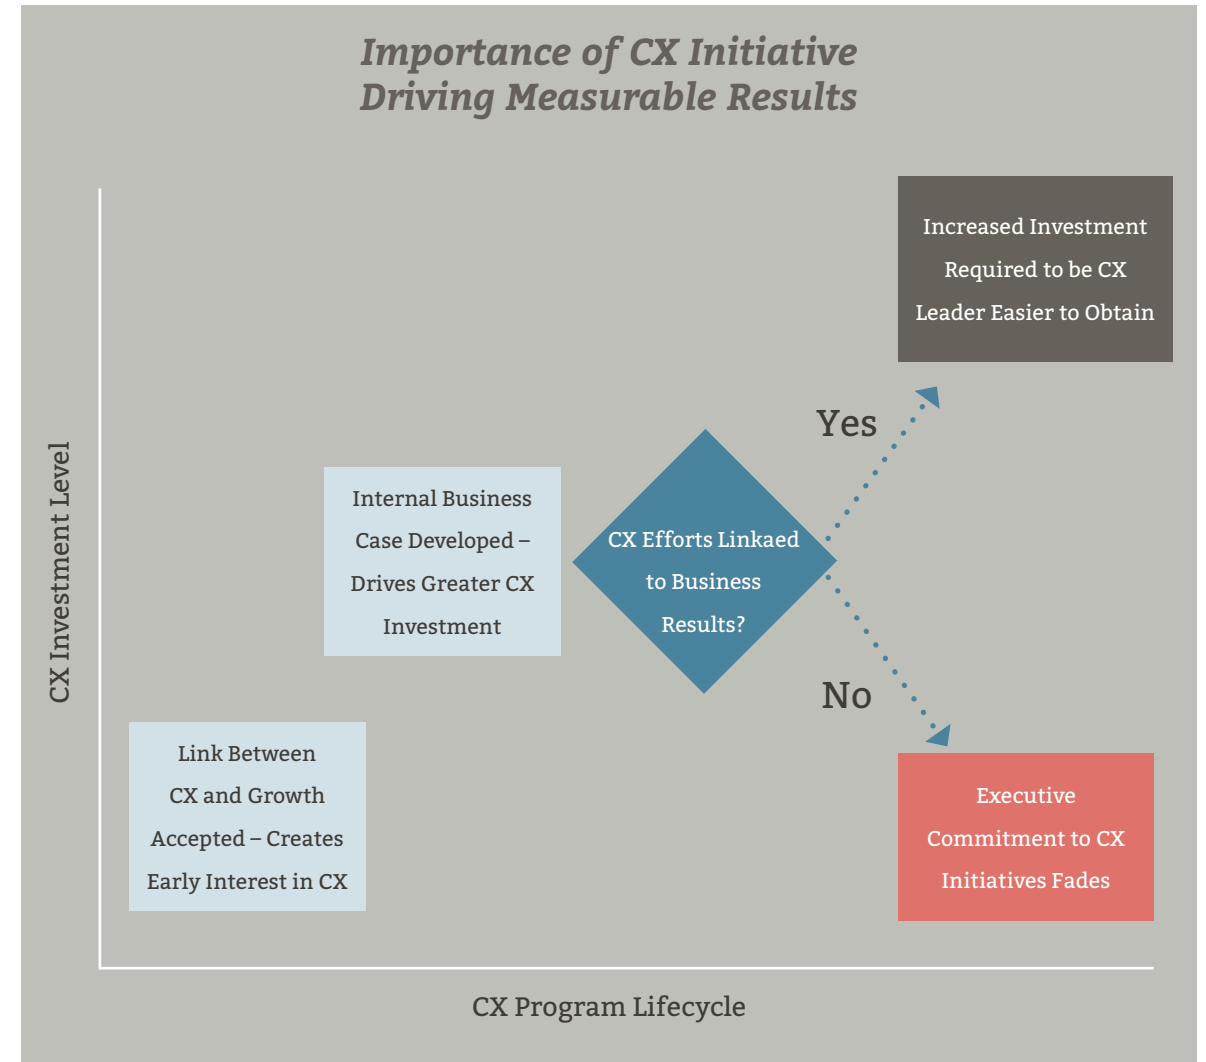 Importance of CX Initiative
Driving Measurable Results
Increased Investment
Required to be CX
Leader Easier to Obtain
Yes
Internal Business
Case Developed –
Drives Greater CX
Investment
CX Efforts Linkaed
to Business
Results?
No
Link Between
CX and Growth
Accepted – Creates
Early Interest in CX
Executive
Commitment to CX
Initiatives Fades
CX Investment Level
CX Program Lifecycle